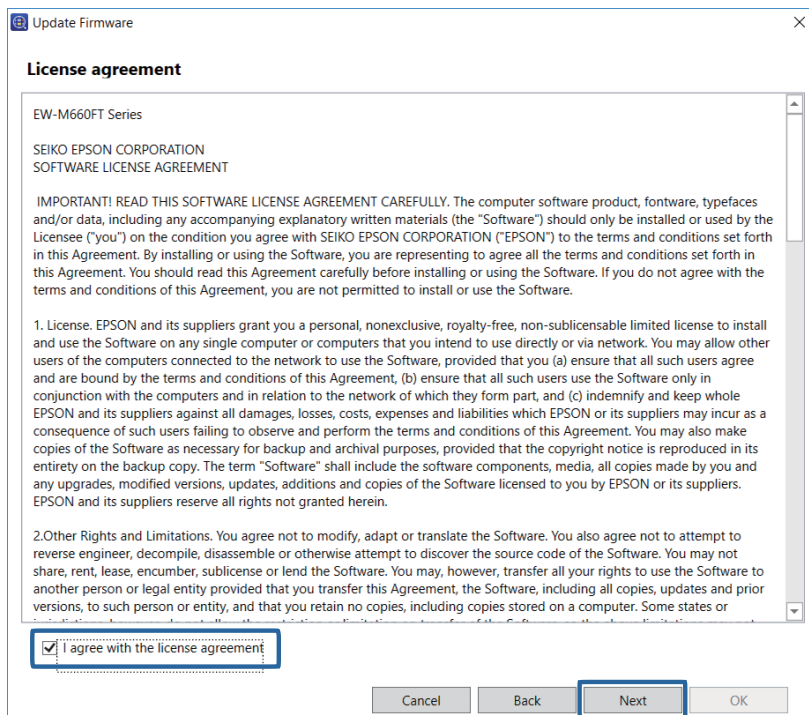 Update Firmware
License agreement
EW-M660FT Series
SEIKO EPSON CORPORATION
SOFTWARE LICENSE AGREEMENT
IMPORTANT! READ THIS SOFTWARE LICENSE AGREEMENT CAREFULLY. The computer software product, fontware, typefaces
and/or data, including any accompanying explanatory written materials (the "Software") should only be installed or used by the
Licensee ("you") on the condition you agree with SEIKO EPSON CORPORATION ("EPSON") to the terms and conditions set forth
in this Agreement. By installing or using the Software, you are representing to agree all the terms and conditions set forth in
this Agreement. You should read this Agreement carefully before installing or using the Software. If you do not agree with the
terms and conditions of this Agreement, you are not permitted to install or use the Software.
1. License. EPSON and its suppliers grant you a personal, nonexclusive, royalty-free, non-sublicensable limited license to install
and use the Software on any single computer or computers that you intend to use directly or via network. You may allow other
users of the computers connected to the network to use the Software, provided that you (a) ensure that all such users agree
and are bound by the terms and conditions of this Agreement, (b) ensure that all such users use the Software only in
conjunction with the computers and in relation to the network of which they form part, and (c) indemnify and keep whole
EPSON and its suppliers against all damages, losses, costs, expenses and liabilities which EPSON or its suppliers may incur as a
consequence of such users failing to observe and perform the terms and conditions of this Agreement. You may also make
copies of the Software as necessary for backup and archival purposes, provided that the copyright notice is reproduced in its
entirety on the backup copy. The term "Software" shall include the software components, media, all copies made by you and
any upgrades, modified versions, updates, additions and copies of the Software licensed to you by EPSON or its suppliers.
EPSON and its suppliers reserve all rights not granted herein.
2.Other Rights and Limitations. You agree not to modify, adapt or translate the Software. You also agree not to attempt to
reverse engineer, decompile, disassemble or otherwise attempt to discover the source code of the Software. You may not
share, rent, lease, encumber, sublicense or lend the Software. You may, however, transfer all your rights to use the Software to
another person or legal entity provided that you transfer this Agreement, the Software, including all copies, updates and prior
versions, to such person or entity, and that you retain no copies, including copies stored on a computer. Some states or
I agree with the license agreement
Cancel
Back
Next
OK